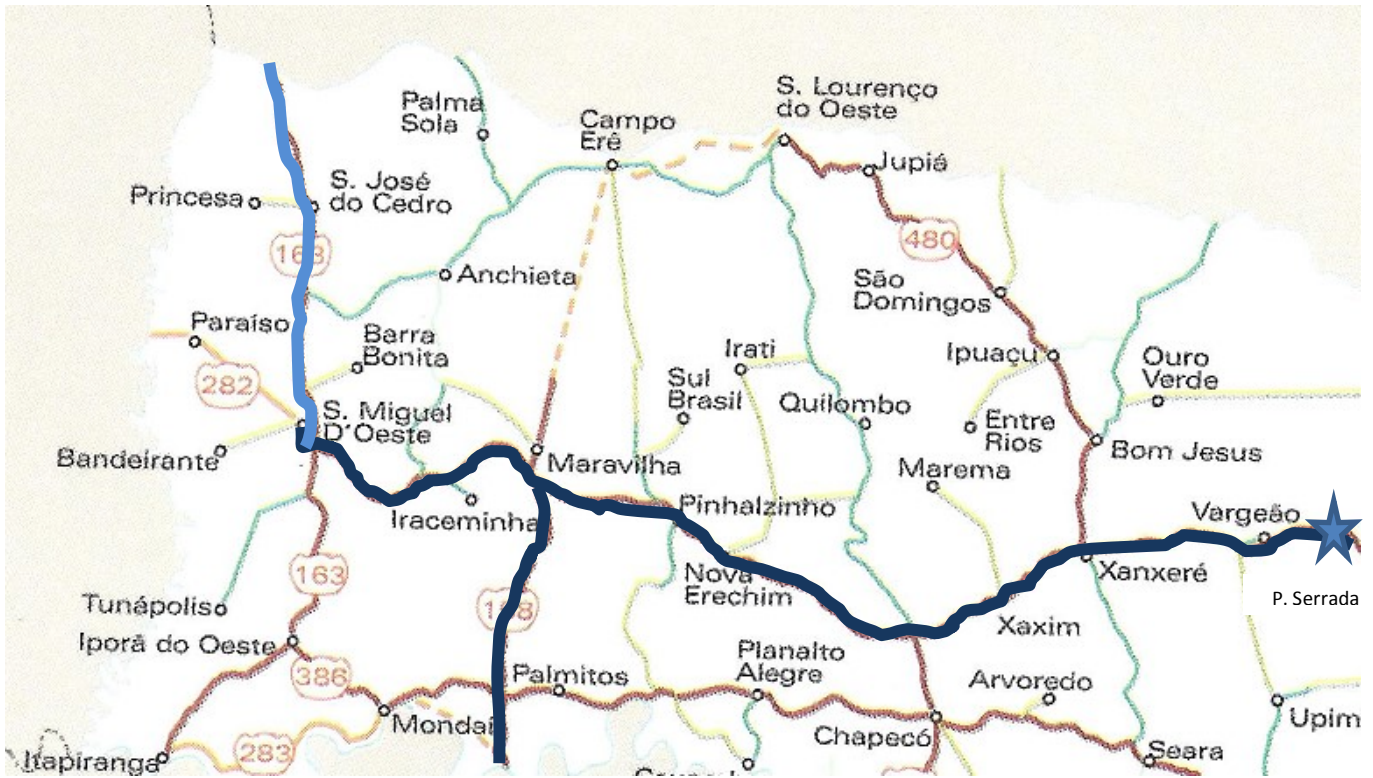 S. Lourenço
do Oeste
Palma
Sola
Campo
Erê
Jupiá
Princesa
S. José
do Cedro
163
480
Anchieta
São
Domingos
Paraíso
Barra
Bonita
Irati
Ipuaçu
Ouro
Verde
282
Sul
Brasil
Quilombo
S. Miguel
D'Oeste
Entre
Rios
Bandeirante
Maravilha
Marema
Bom Jesus
Iraceminha
Pinhalzinho
Vargeão
163
Nova
Erechim
Xanxeré
P. Serrada
Tunápolis
Xaxim
Iporã do Oeste
386
Palmitos
Planalto
Alegre
Arvoredo
Mondaí
Chapecó
Upim
Itapiranga
283
Seara